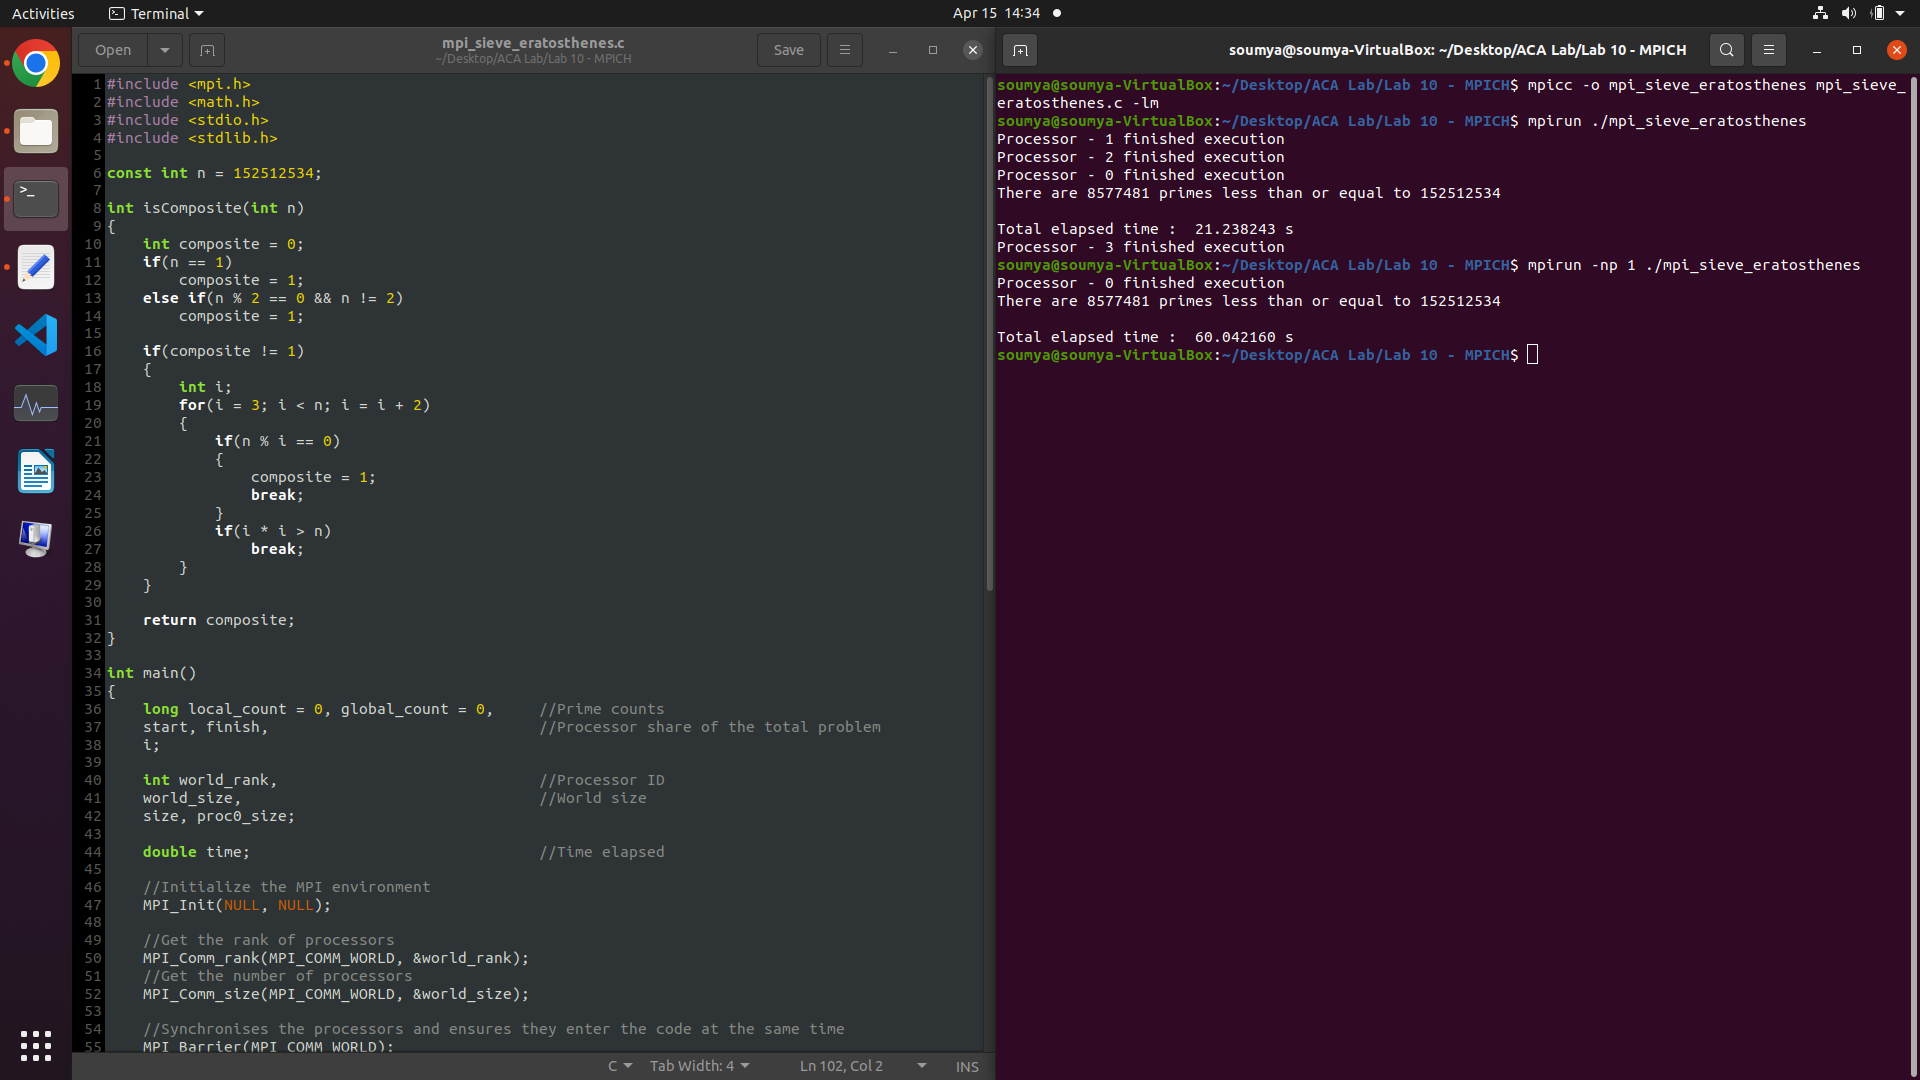 Activities
Terminal
Apr 15 14:34
Open
mpi_sieve_eratosthenes.c
~/Desktop/ACA Lab/Lab 10 - MPICH
Save
1 #include <mpi.h>
2 #include <math.h>
3 #include <stdio.h>
4 #include <stdlib.h>
5
6 const int n = 152512534;
7
8 int isComposite(int n)
9 {
10     int composite = 0;
11     if(n == 1)
12         composite = 1;
13     else if(n % 2 == 0 && n != 2)
14         composite = 1;
15
16     if(composite != 1)
17     {
18         int i;
19         for(i = 3; i < n; i = i + 2)
20         {
21             if(n % i == 0)
22             {
23                 composite = 1;
24                 break;
25             }
26             if(i * i > n)
27                 break;
28         }
29     }
30
31     return composite;
32 }
33
34 int main()
35 {
36     long local_count = 0, global_count = 0,     //Prime counts
37     start, finish,                              //Processor share of the total problem
38     i;
39
40     int world_rank,                             //Processor ID
41     world_size,                                 //World size
42     size, proc0_size;
43
44     double time;                                //Time elapsed
45
46     //Initialize the MPI environment
47     MPI_Init(NULL, NULL);
48
49     //Get the rank of processors
50     MPI_Comm_rank(MPI_COMM_WORLD, &world_rank);
51     //Get the number of processors
52     MPI_Comm_size(MPI_COMM_WORLD, &world_size);
53
54     //Synchronises the processors and ensures they enter the code at the same time
55     MPI_Barrier(MPI_COMM_WORLD);
C
Tab Width: 4
Ln 102, Col 2
INS
soumya@soumya-VirtualBox: ~/Desktop/ACA Lab/Lab 10 - MPICH
soumya@soumya-VirtualBox:~/Desktop/ACA Lab/Lab 10 - MPICH$ mpicc -o mpi_sieve_eratosthenes mpi_sieve_
eratosthenes.c -lm
soumya@soumya-VirtualBox:~/Desktop/ACA Lab/Lab 10 - MPICH$ mpirun ./mpi_sieve_eratosthenes
Processor - 1 finished execution
Processor - 2 finished execution
Processor - 0 finished execution
There are 8577481 primes less than or equal to 152512534

Total elapsed time :  21.238243 s
Processor - 3 finished execution
soumya@soumya-VirtualBox:~/Desktop/ACA Lab/Lab 10 - MPICH$ mpirun -np 1 ./mpi_sieve_eratosthenes
Processor - 0 finished execution
There are 8577481 primes less than or equal to 152512534

Total elapsed time :  60.042160 s
soumya@soumya-VirtualBox:~/Desktop/ACA Lab/Lab 10 - MPICH$